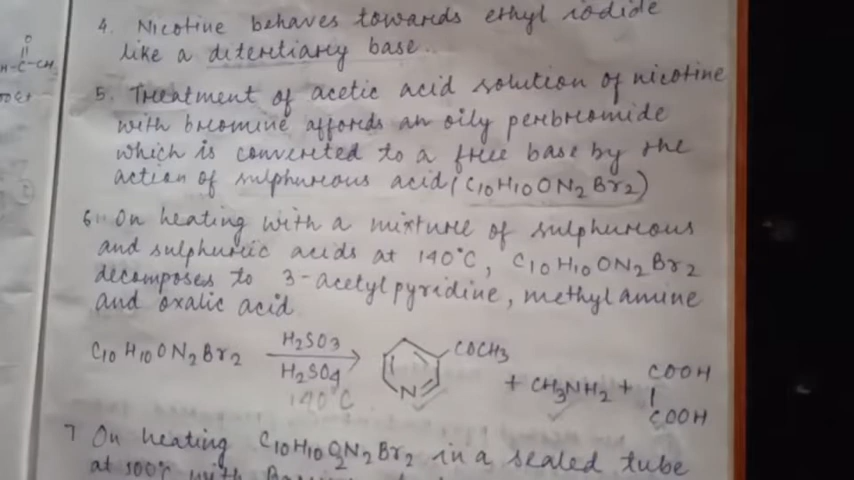 4. Nicotine behaves towards ethyl iodide
like a ditertiary base..
5. Treatment of acetic acid solution of nicotine
with bromine affords an oily perbromide
which is converted to a free base by the
action of sulphurous acid (C10H10ON2Br2)
6. On heating with a mixture of sulphurous
and sulphuric acids at 140°C, C10H10ON2Br2
decomposes to 3-acetylpyridine, methylamine
and oxalic acid
C10H10ON2Br2 H2SO3 H2SO4 140°C N COCH3 + CH3NH2 + COOH COOH
7 On heating C10H10O2N2Br2 in a sealed tube
at 100°C with